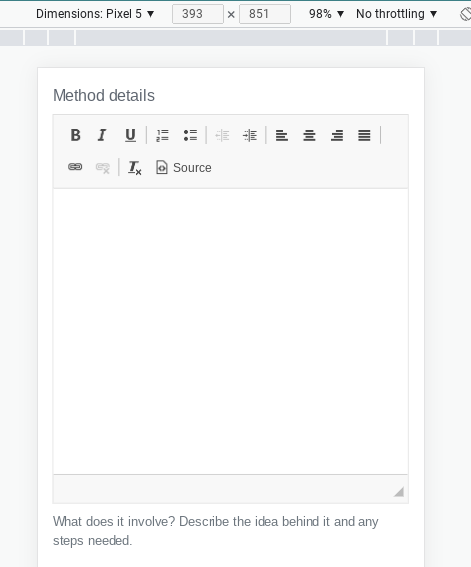 Dimensions: Pixel 5 ▼ 393 × 851 98% ▼ No throttling ▼
Method details
B I U
Source
What does it involve? Describe the idea behind it and any
steps needed.